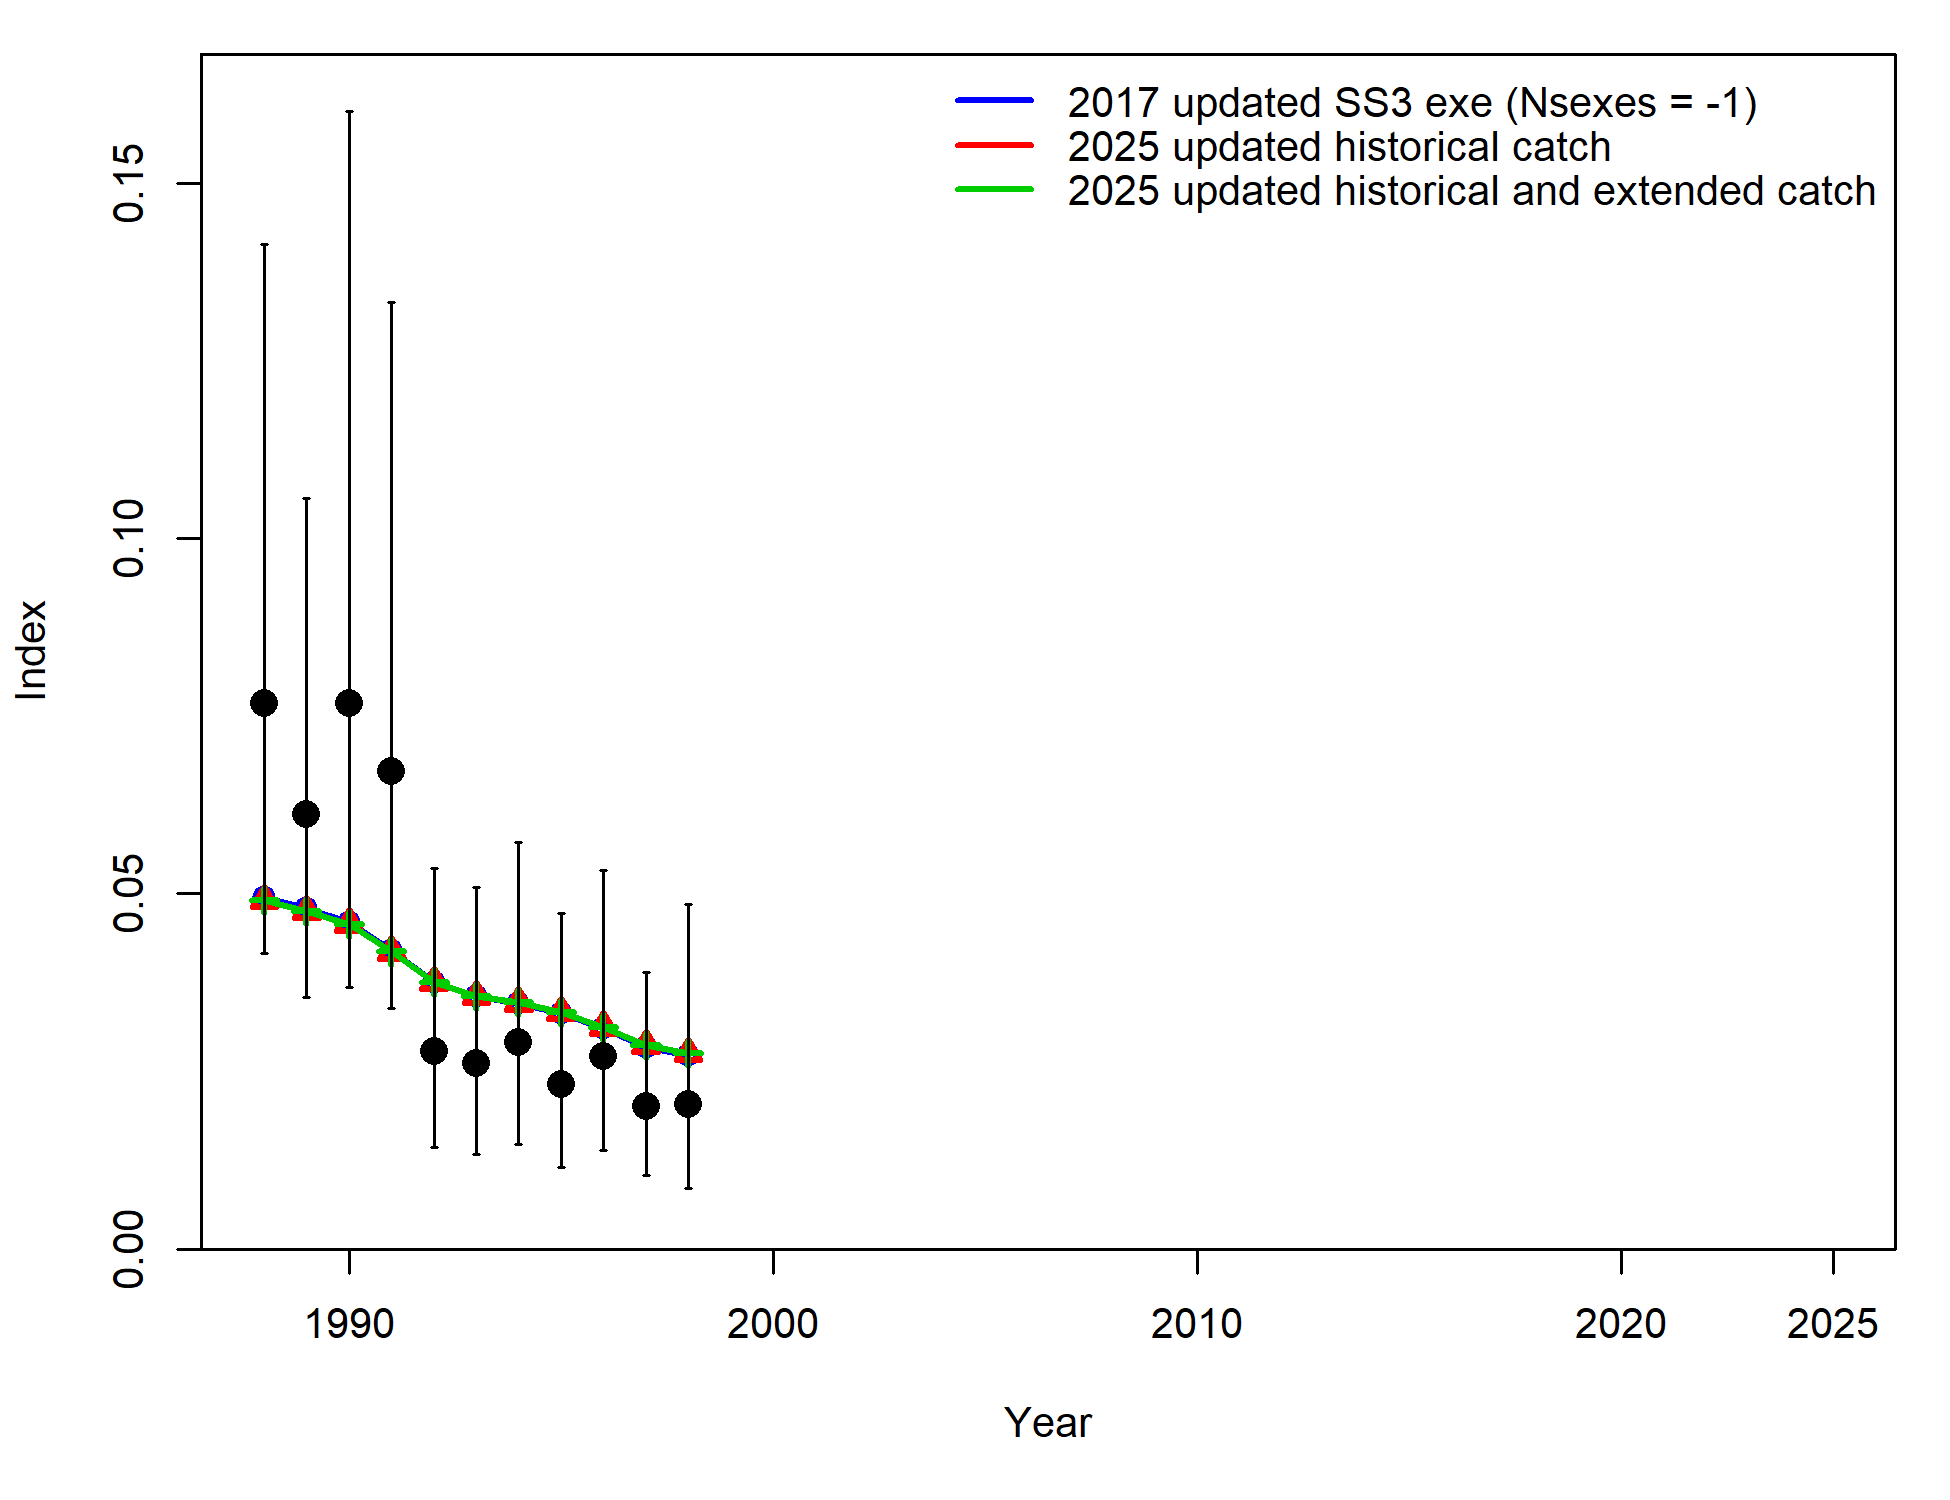 2017 updated SS3 exe (Nsexes = -1)
2025 updated historical catch
2025 updated historical and extended catch
0.15
0.10
0.05
0.00
Index
1990 2000 2010 2020 2025
Year